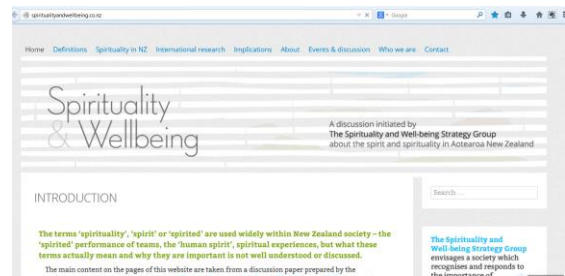 spiritualityandwellbeing.co.nz
Google
Home Definitions Spirituality in NZ International research Implications About Events & discussion Who we are Contact
Spirituality
& Wellbeing
A discussion initiated by
The Spirituality and Well-being Strategy Group
about the spirit and spirituality in Aotearoa New Zealand
INTRODUCTION
Search ...
The terms 'spirituality', 'spirit' or 'spirited' are used widely within New Zealand society – the
'spirited' performance of teams, the 'human spirit', spiritual experiences, but what these
terms actually mean and why they are important is not well understood or discussed.
The main content on the pages of this website are taken from a discussion paper prepared by the
The Spirituality and
Well-being Strategy Group
envisages a society which
recognises and responds to
the importance of